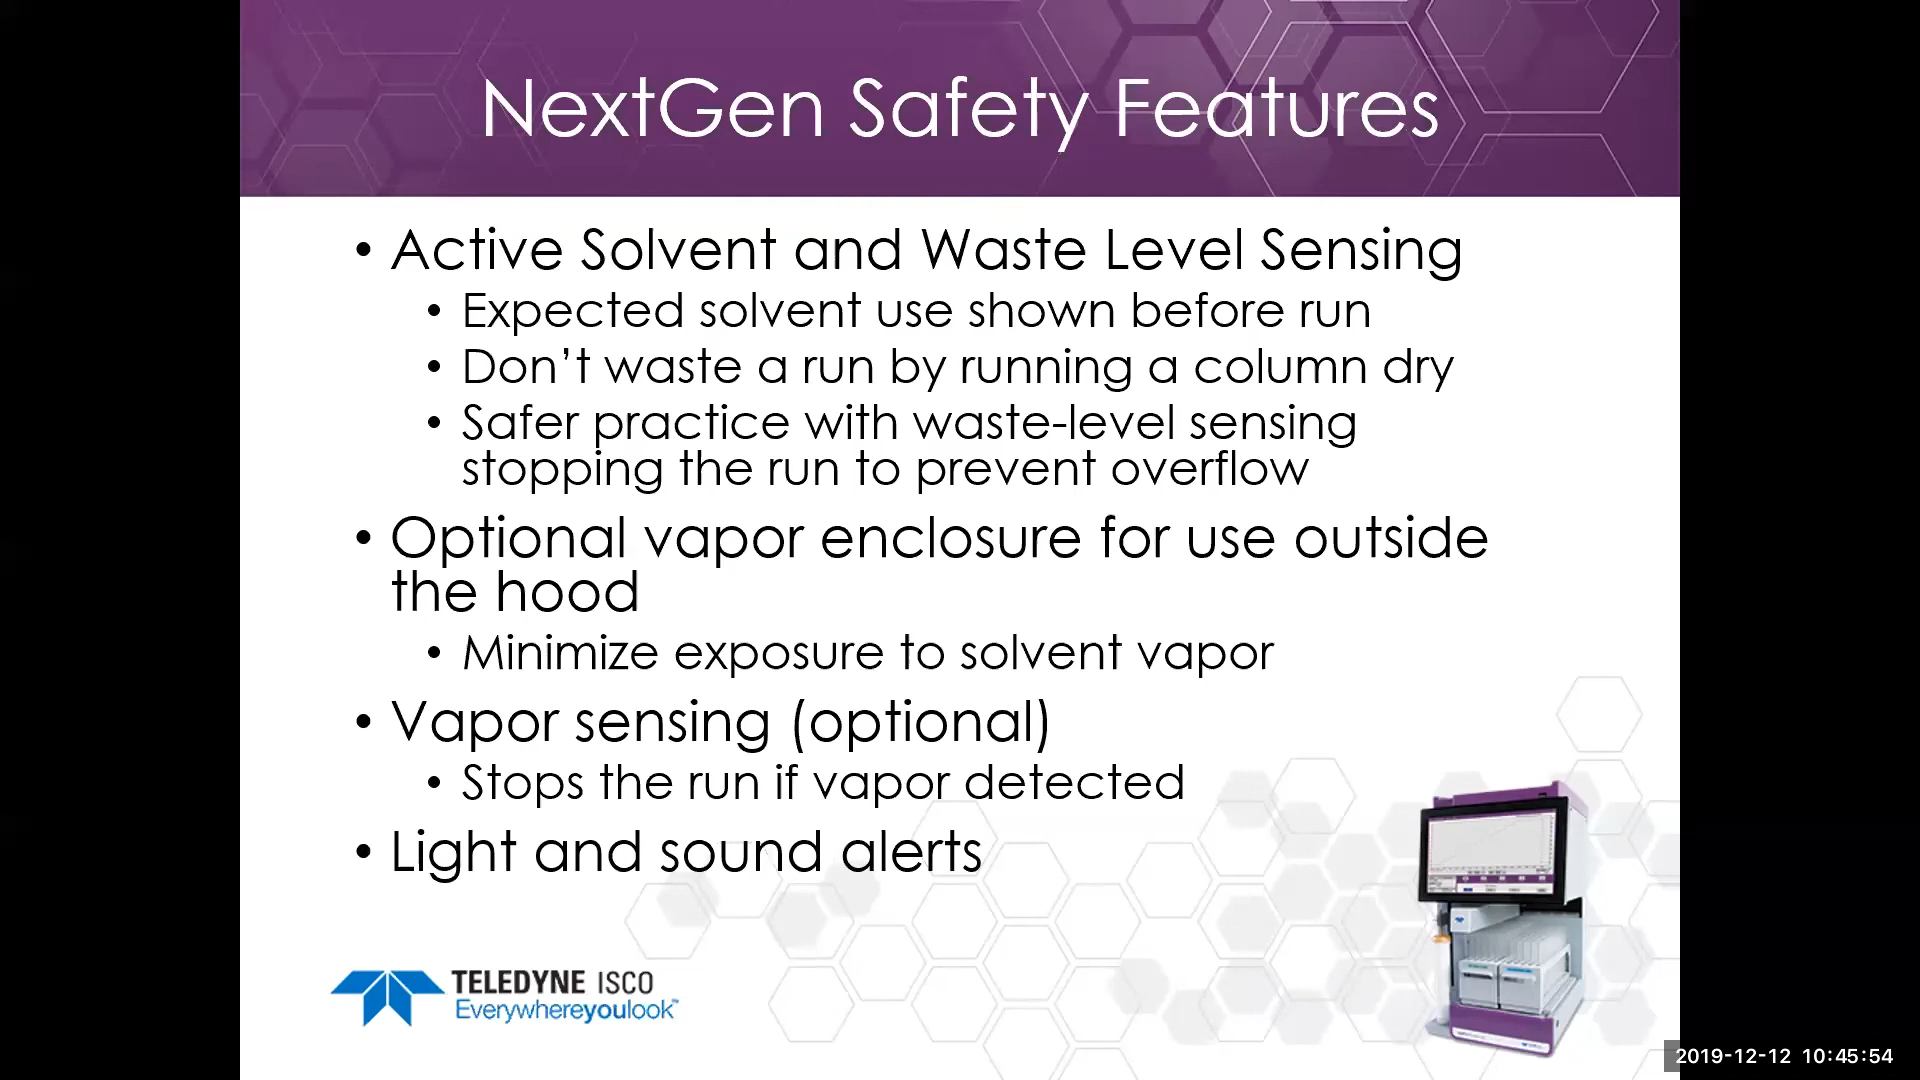 NextGen Safety Features
• Active Solvent and Waste Level Sensing
• Expected solvent use shown before run
• Don’t waste a run by running a column dry
• Safer practice with waste-level sensing
stopping the run to prevent overflow
• Optional vapor enclosure for use outside
the hood
• Minimize exposure to solvent vapor
• Vapor sensing (optional)
• Stops the run if vapor detected
• Light and sound alerts
TELEDYNE ISCO
Everywhereyoulook™
2019-12-12 10:45:54